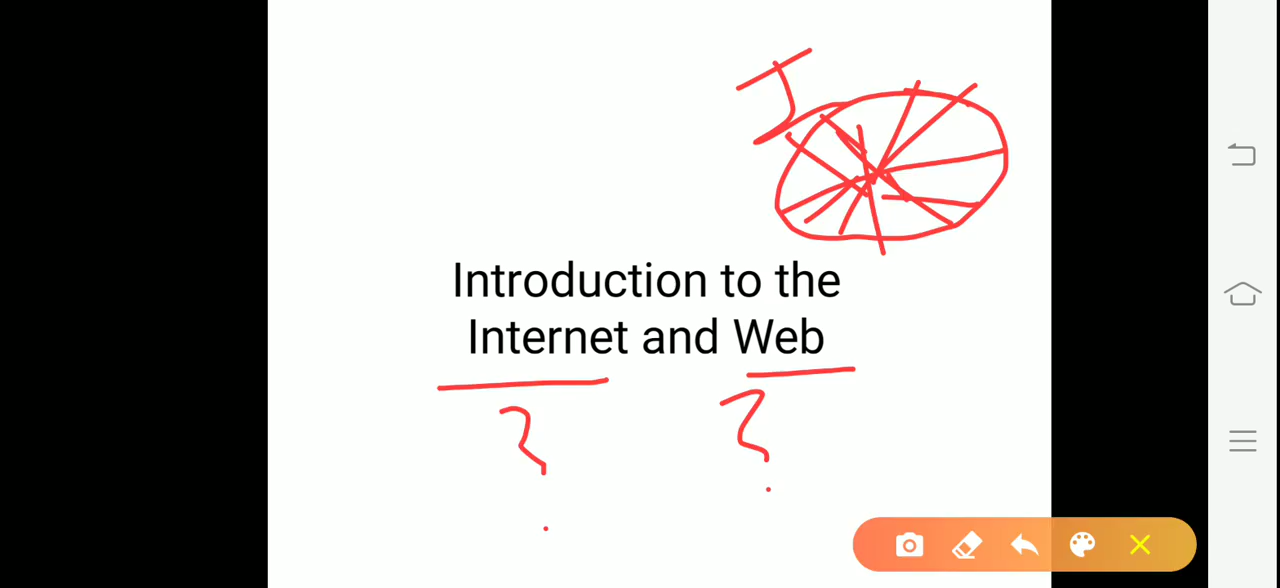 I
Introduction to the
Internet and Web
? ?